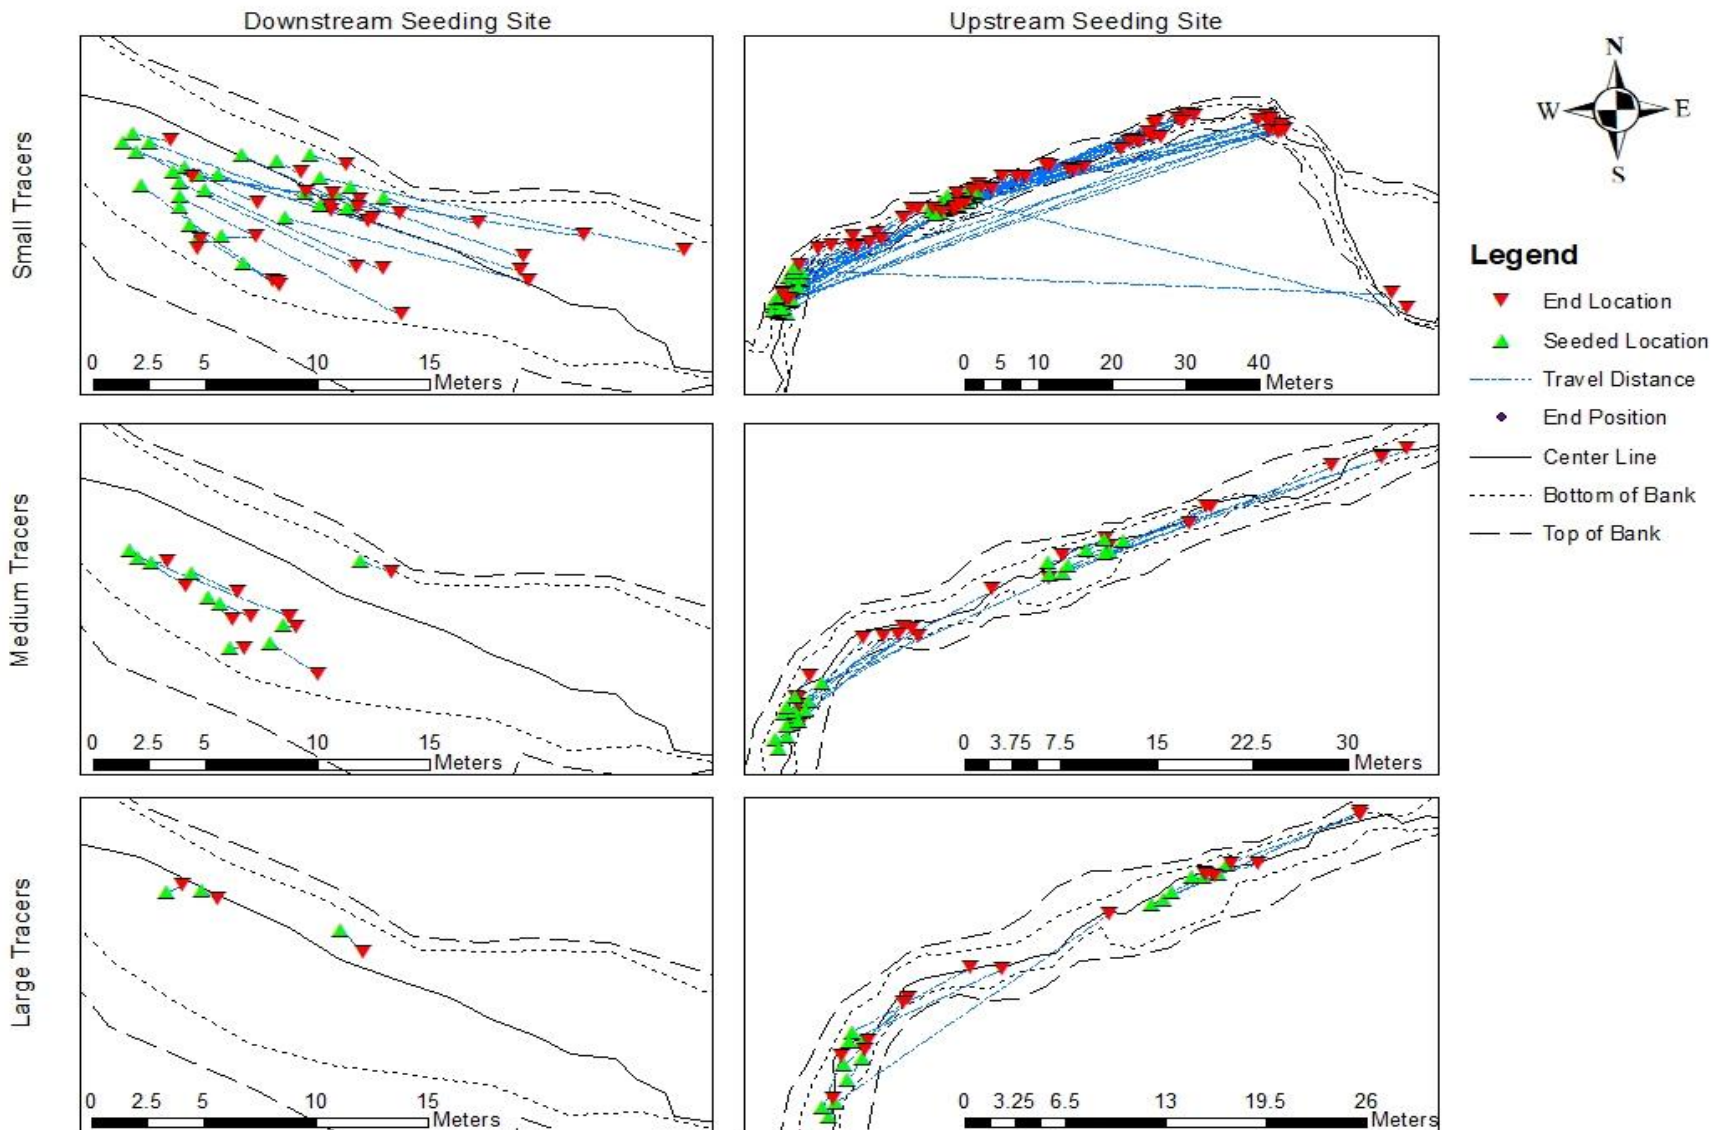 Downstream Seeding Site
Upstream Seeding Site
Small Tracers
0 2.5 5 10 15
Meters
0 5 10 20 30 40
Meters
N
W E
S
Legend
End Location
Seeded Location
Travel Distance
End Position
Center Line
Bottom of Bank
Top of Bank
Medium Tracers
0 2.5 5 10 15
Meters
0 3.75 7.5 15 22.5 30
Meters
Large Tracers
0 2.5 5 10 15
Meters
0 3.25 6.5 13 19.5 26
Meters